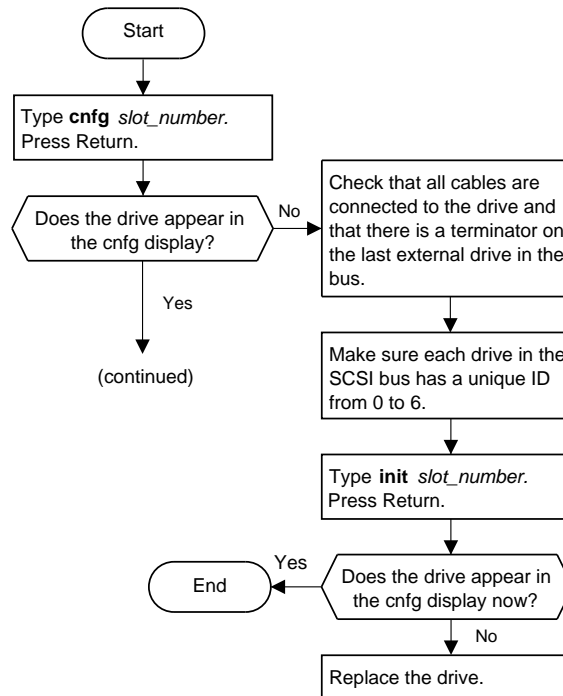 Start
Type cnfg slot_number.
Press Return.
Does the drive appear in
the cnfg display?
No
Yes
(continued)
Check that all cables are
connected to the drive and
that there is a terminator on
the last external drive in the
bus.
Make sure each drive in the
SCSI bus has a unique ID
from 0 to 6.
Type init slot_number.
Press Return.
Does the drive appear in
the cnfg display now?
Yes
End
No
Replace the drive.